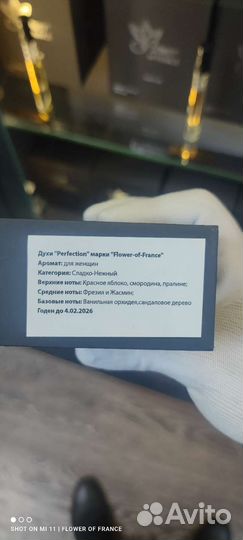 Духи "Perfection" марки "Flower-of-France"
Аромат: для женщин
Категория: Сладко-Нежный
Верхние ноты: Красное яблоко, смородина, пралине;
Средние ноты: Фрезия и Жасмин;
Базовые ноты: Ванильная орхидея,сандаловое дерево
Годен до 4.02.2026
SHOT ON MI 11 | FLOWER OF FRANCE
Avito